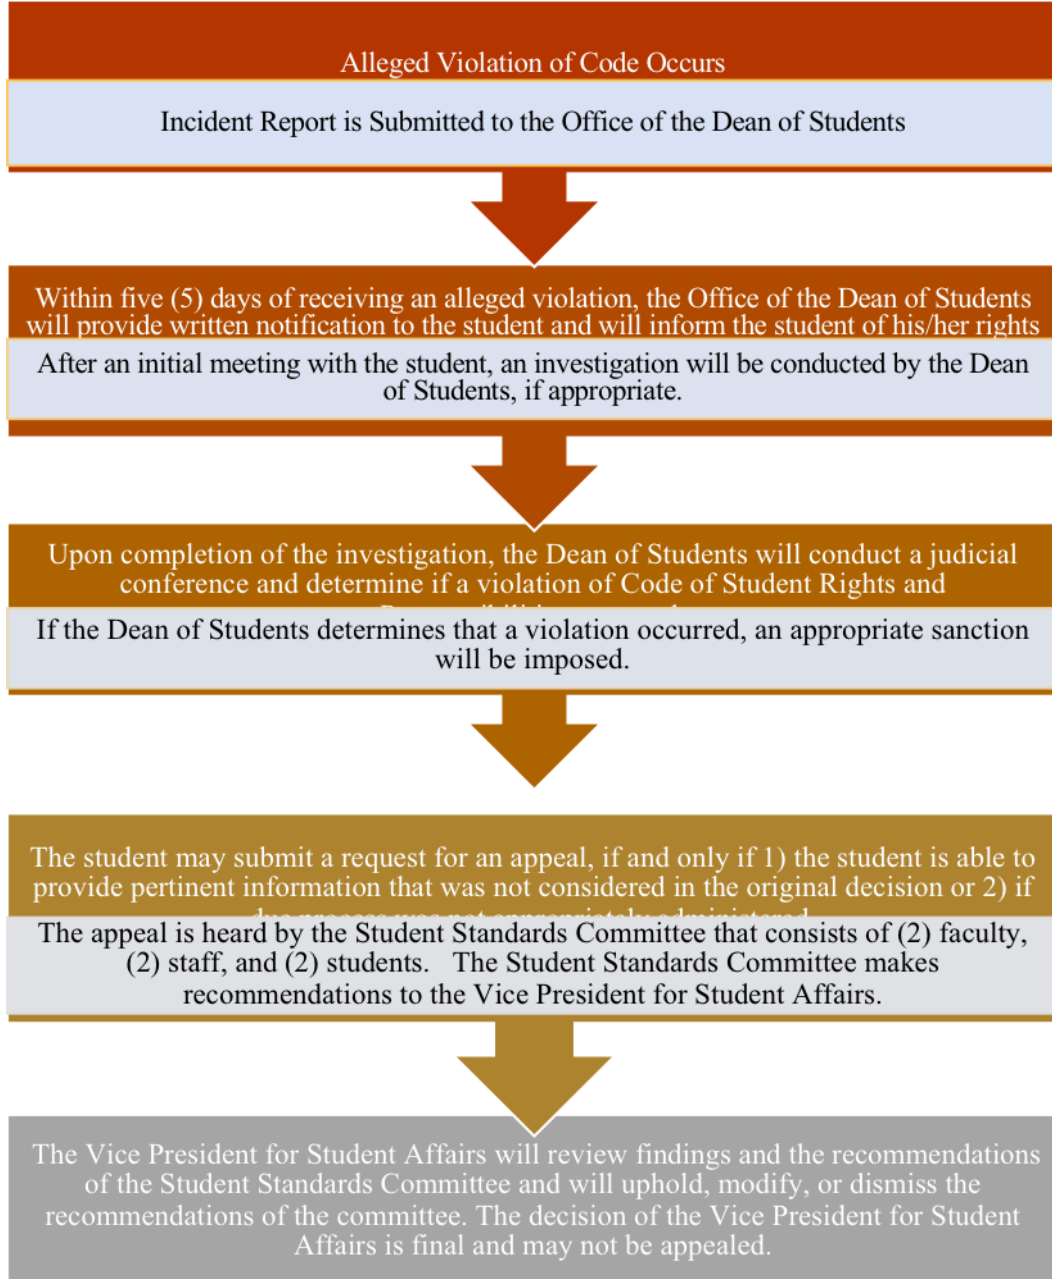 Alleged Violation of Code Occurs
Incident Report is Submitted to the Office of the Dean of Students
Within five (5) days of receiving an alleged violation, the Office of the Dean of Students
will provide written notification to the student and will inform the student of his/her rights
After an initial meeting with the student, an investigation will be conducted by the Dean
of Students, if appropriate.
Upon completion of the investigation, the Dean of Students will conduct a judicial
conference and determine if a violation of Code of Student Rights and
If the Dean of Students determines that a violation occurred, an appropriate sanction
will be imposed.
The student may submit a request for an appeal, if and only if 1) the student is able to
provide pertinent information that was not considered in the original decision or 2) if
The appeal is heard by the Student Standards Committee that consists of (2) faculty,
(2) staff, and (2) students. The Student Standards Committee makes
recommendations to the Vice President for Student Affairs.
The Vice President for Student Affairs will review findings and the recommendations
of the Student Standards Committee and will uphold, modify, or dismiss the
recommendations of the committee. The decision of the Vice President for Student
Affairs is final and may not be appealed.